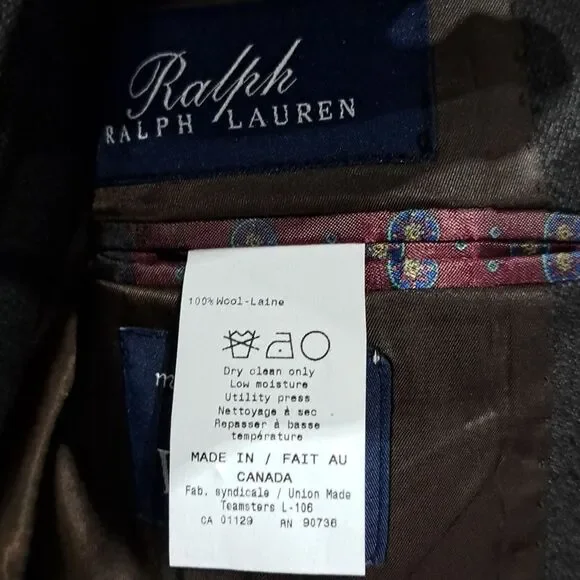 Ralph
RALPH LAUREN
100% Wool-Laine
Dry clean only
Low moisture
Utility press
Nettoyage à sec
Repasser à basse
température
MADE IN / FAIT AU
CANADA
Fab. syndicale / Union Made
Teamsters L-106
CA 01129 RN 90736